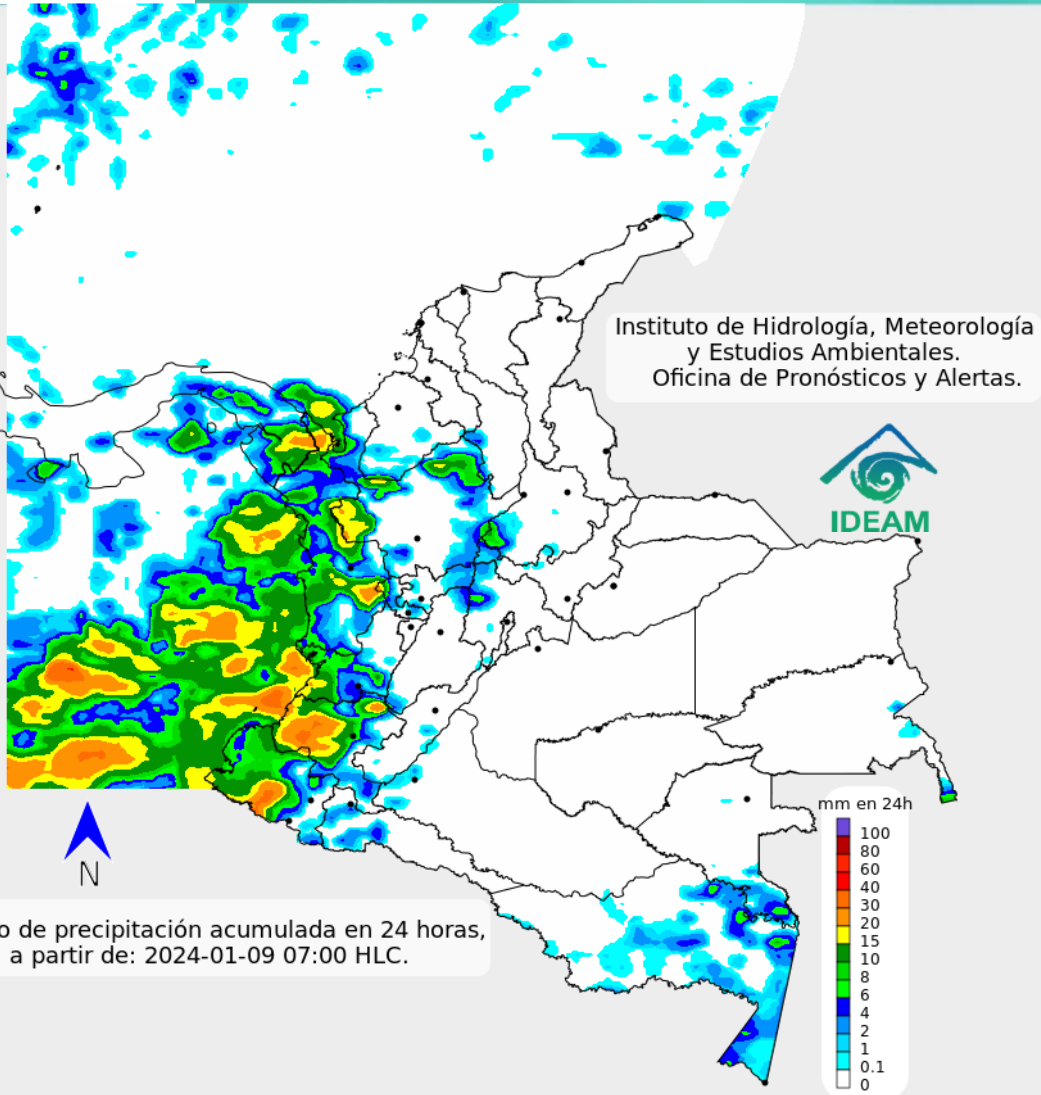 Instituto de Hidrología, Meteorología
y Estudios Ambientales.
Oficina de Pronósticos y Alertas.
IDEAM
mm en 24h
100
80
60
40
30
20
15
10
8
6
4
2
1
0.1
0
N
o de precipitación acumulada en 24 horas,
a partir de: 2024-01-09 07:00 HLC.